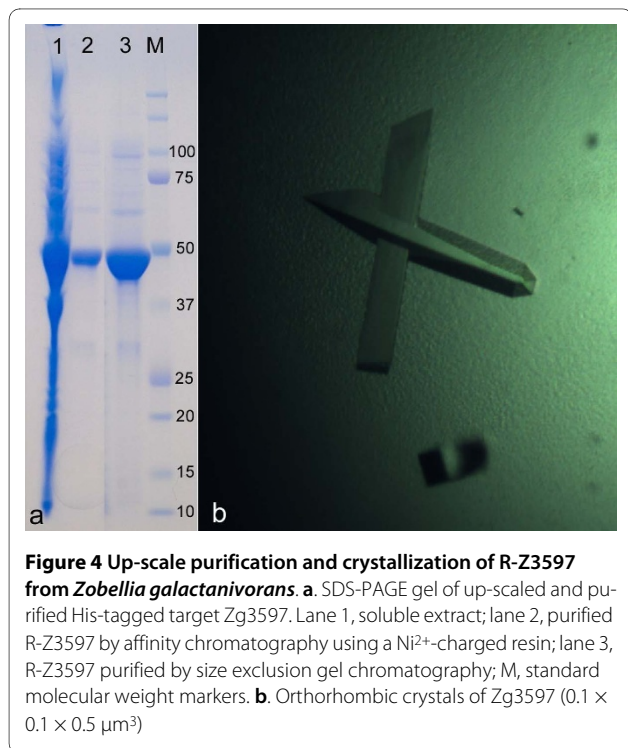 1 2 3 M
100
75
50
37
25
20
15
10
a
b
Figure 4 Up-scale purification and crystallization of R-Z3597
from Zobellia galactanivorans. a. SDS-PAGE gel of up-scaled and pu-
rified His-tagged target Zg3597. Lane 1, soluble extract; lane 2, purified
R-Z3597 by affinity chromatography using a Ni²⁺-charged resin; lane 3,
R-Z3597 purified by size exclusion gel chromatography; M, standard
molecular weight markers. b. Orthorhombic crystals of Zg3597 (0.1 ×
0.1 × 0.5 μm³)